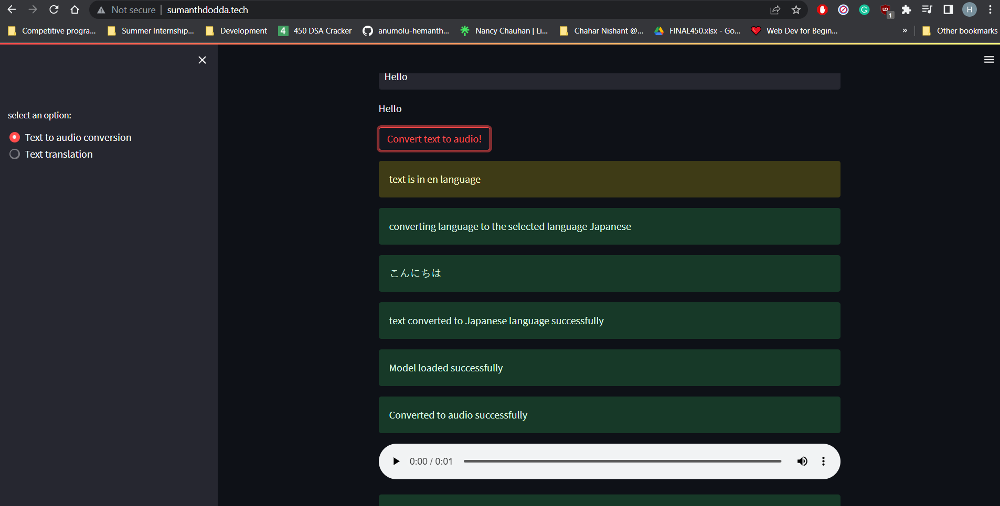 Not secure | sumanthdodda.tech
H
1
Competitive progra...
Summer Internship...
Development
4 450 DSA Cracker
anumolu-hemanth...
Nancy Chauhan | Li...
Chahar Nishant @...
FINAL450.xlsx - Go...
Web Dev for Begin...
»
Other bookmarks
select an option:
Text to audio conversion
Text translation
Hello
Hello
Convert text to audio!
text is in en language
converting language to the selected language Japanese
こんにちは
text converted to Japanese language successfully
Model loaded successfully
Converted to audio successfully
0:00 / 0:01